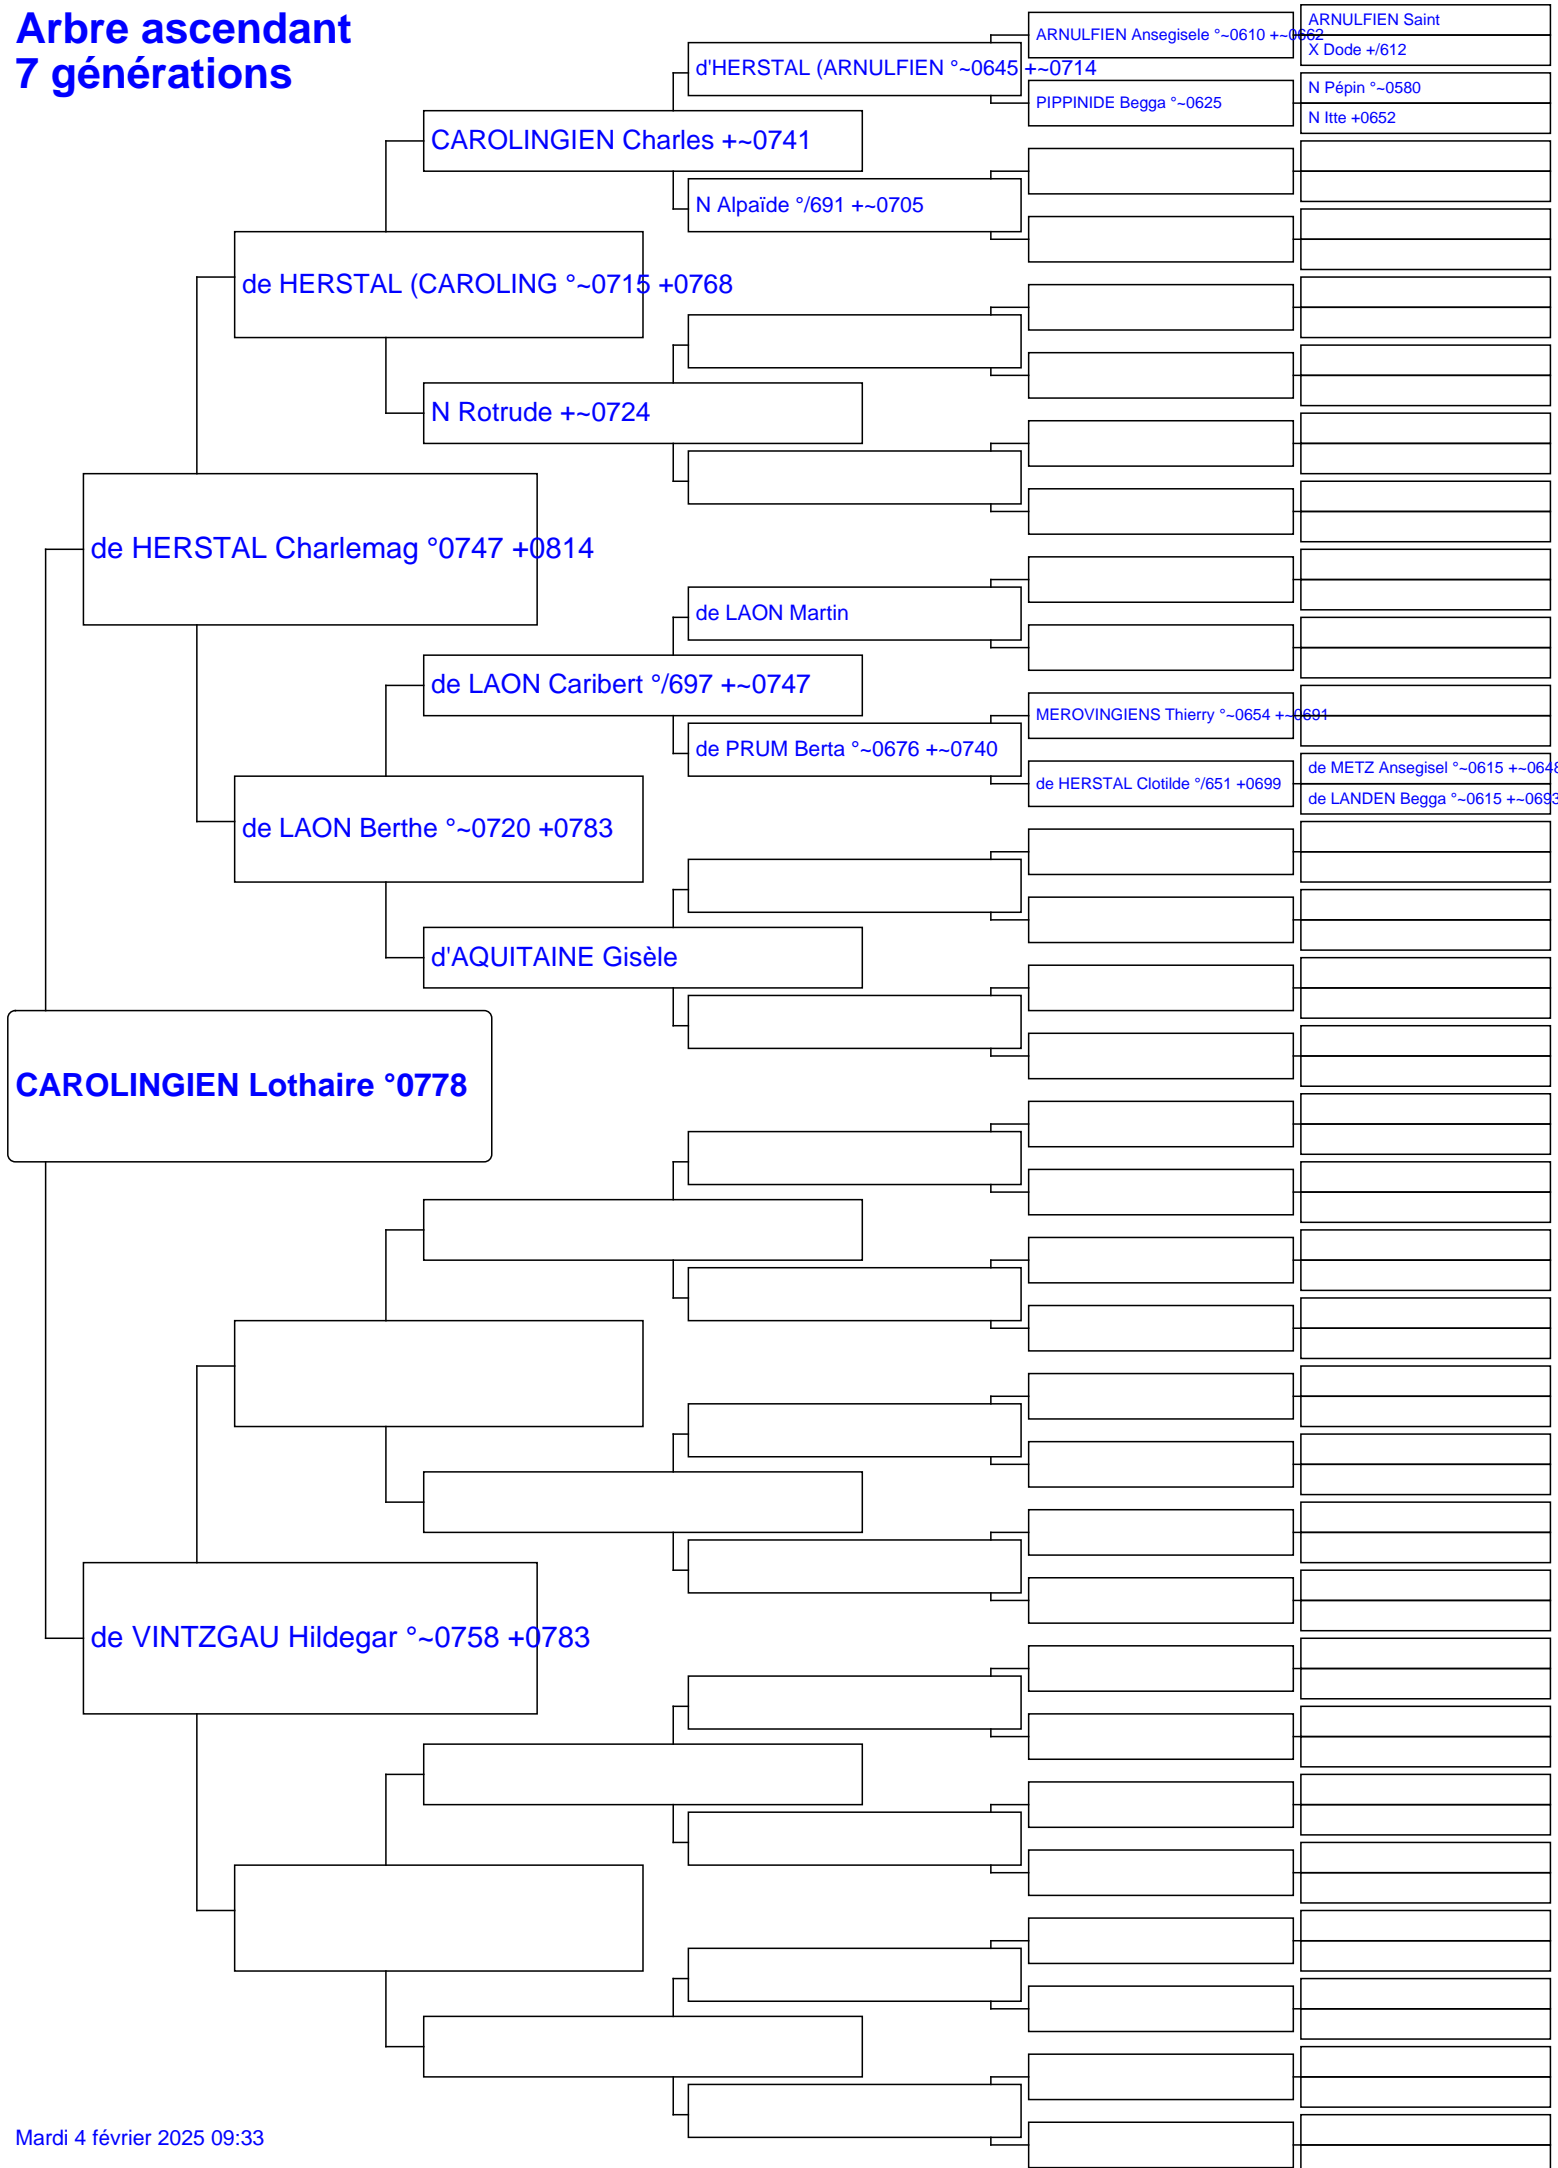 Arbre ascendant
7 générations
ARNULFIEN Saint
ARNULFIEN Ansegisele °~0610 +~0662
X Dode +/612
d'HERSTAL (ARNULFIEN °~0645 +~0714
N Pépin °~0580
PIPPINIDE Begga °~0625
N Itte +0652
CAROLINGIEN Charles +~0741
N Alpaïde °/691 +~0705
de HERSTAL (CAROLING °~0715 +0768
N Rotrude +~0724
de HERSTAL Charlemag °0747 +0814
de LAON Martin
de LAON Caribert °/697 +~0747
MEROVINGIENS Thierry °~0654 +~0691
de PRUM Berta °~0676 +~0740
de METZ Ansegisel °~0615 +~0648
de HERSTAL Clotilde °/651 +0699
de LANDEN Begga °~0615 +~0693
de LAON Berthe °~0720 +0783
d'AQUITAINE Gisèle
CAROLINGIEN Lothaire °0778
de VINTZGAU Hildegar °~0758 +0783
Mardi 4 février 2025 09:33